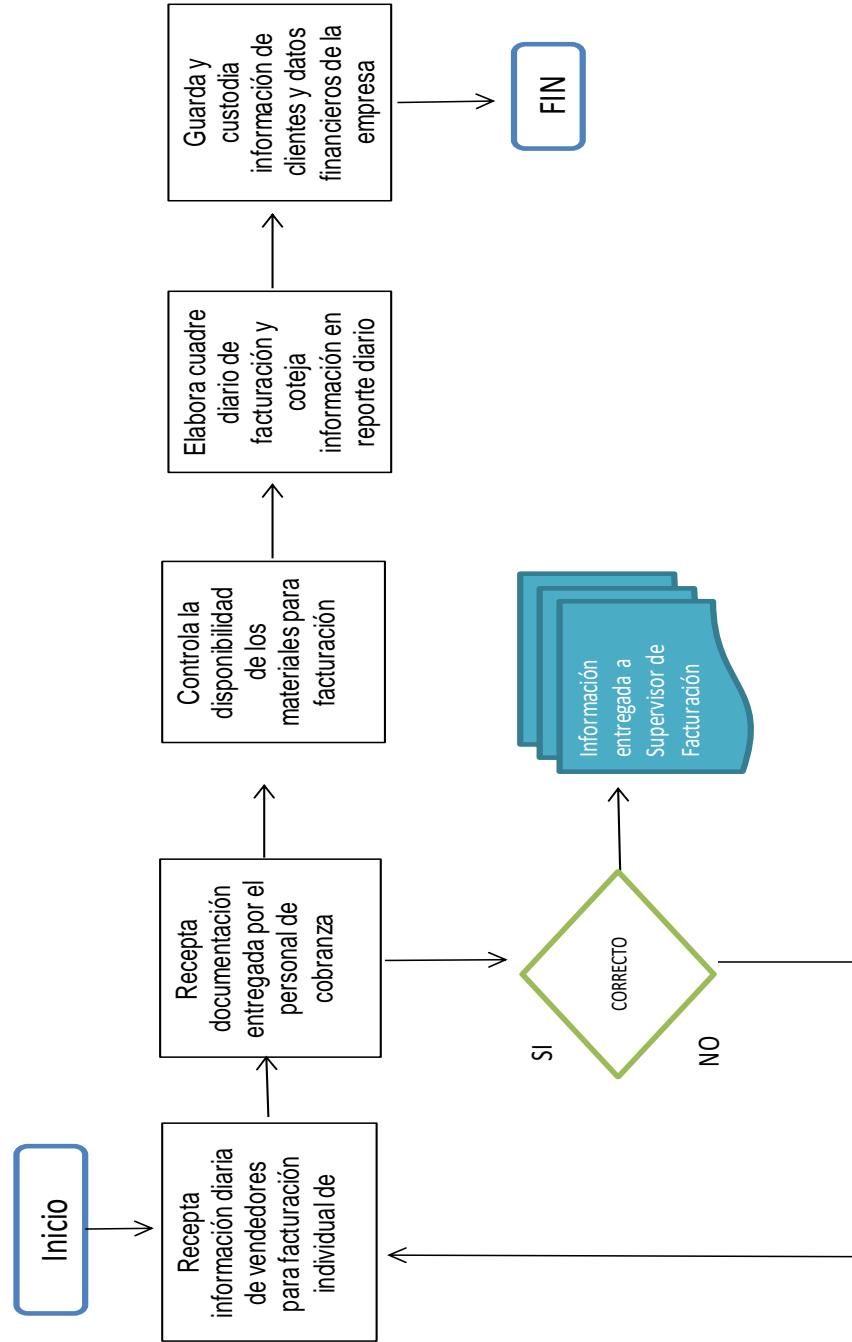 Inicio
Recepta
información diaria
de vendedores
para facturación
individual de
Recepta
documentación
entregada por el
personal de
cobranza
Controla la
disponibilidad
de los
materiales para
facturación
Elabora cuadre
diario de
facturación y
coteja
información en
reporte diario
Guarda y
custodia
información de
clientes y datos
financieros de la
empresa
SI
CORRECTO
NO
Información
entregada a
Supervisor de
Facturación
FIN